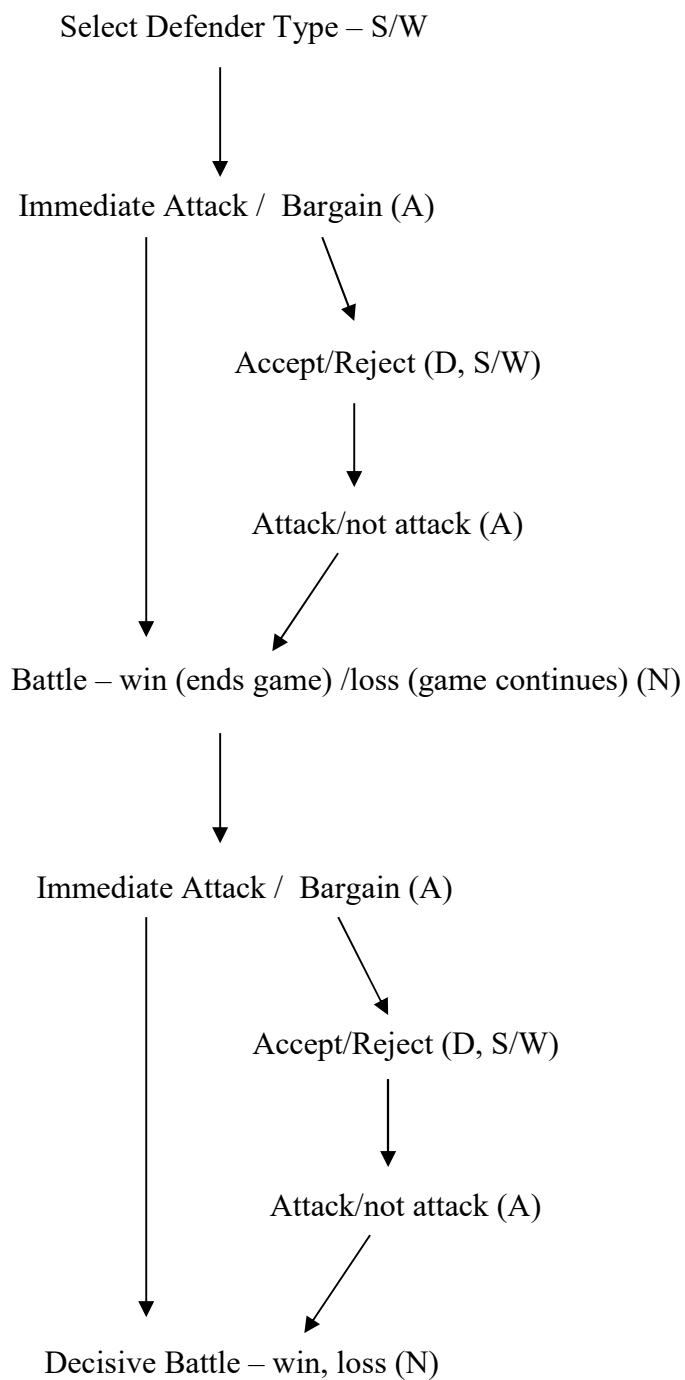 Select Defender Type – S/W
Immediate Attack /  Bargain (A)
Accept/Reject (D, S/W)
Attack/not attack (A)
Battle – win (ends game) /loss (game continues) (N)
Immediate Attack /  Bargain (A)
Accept/Reject (D, S/W)
Attack/not attack (A)
Decisive Battle – win, loss (N)